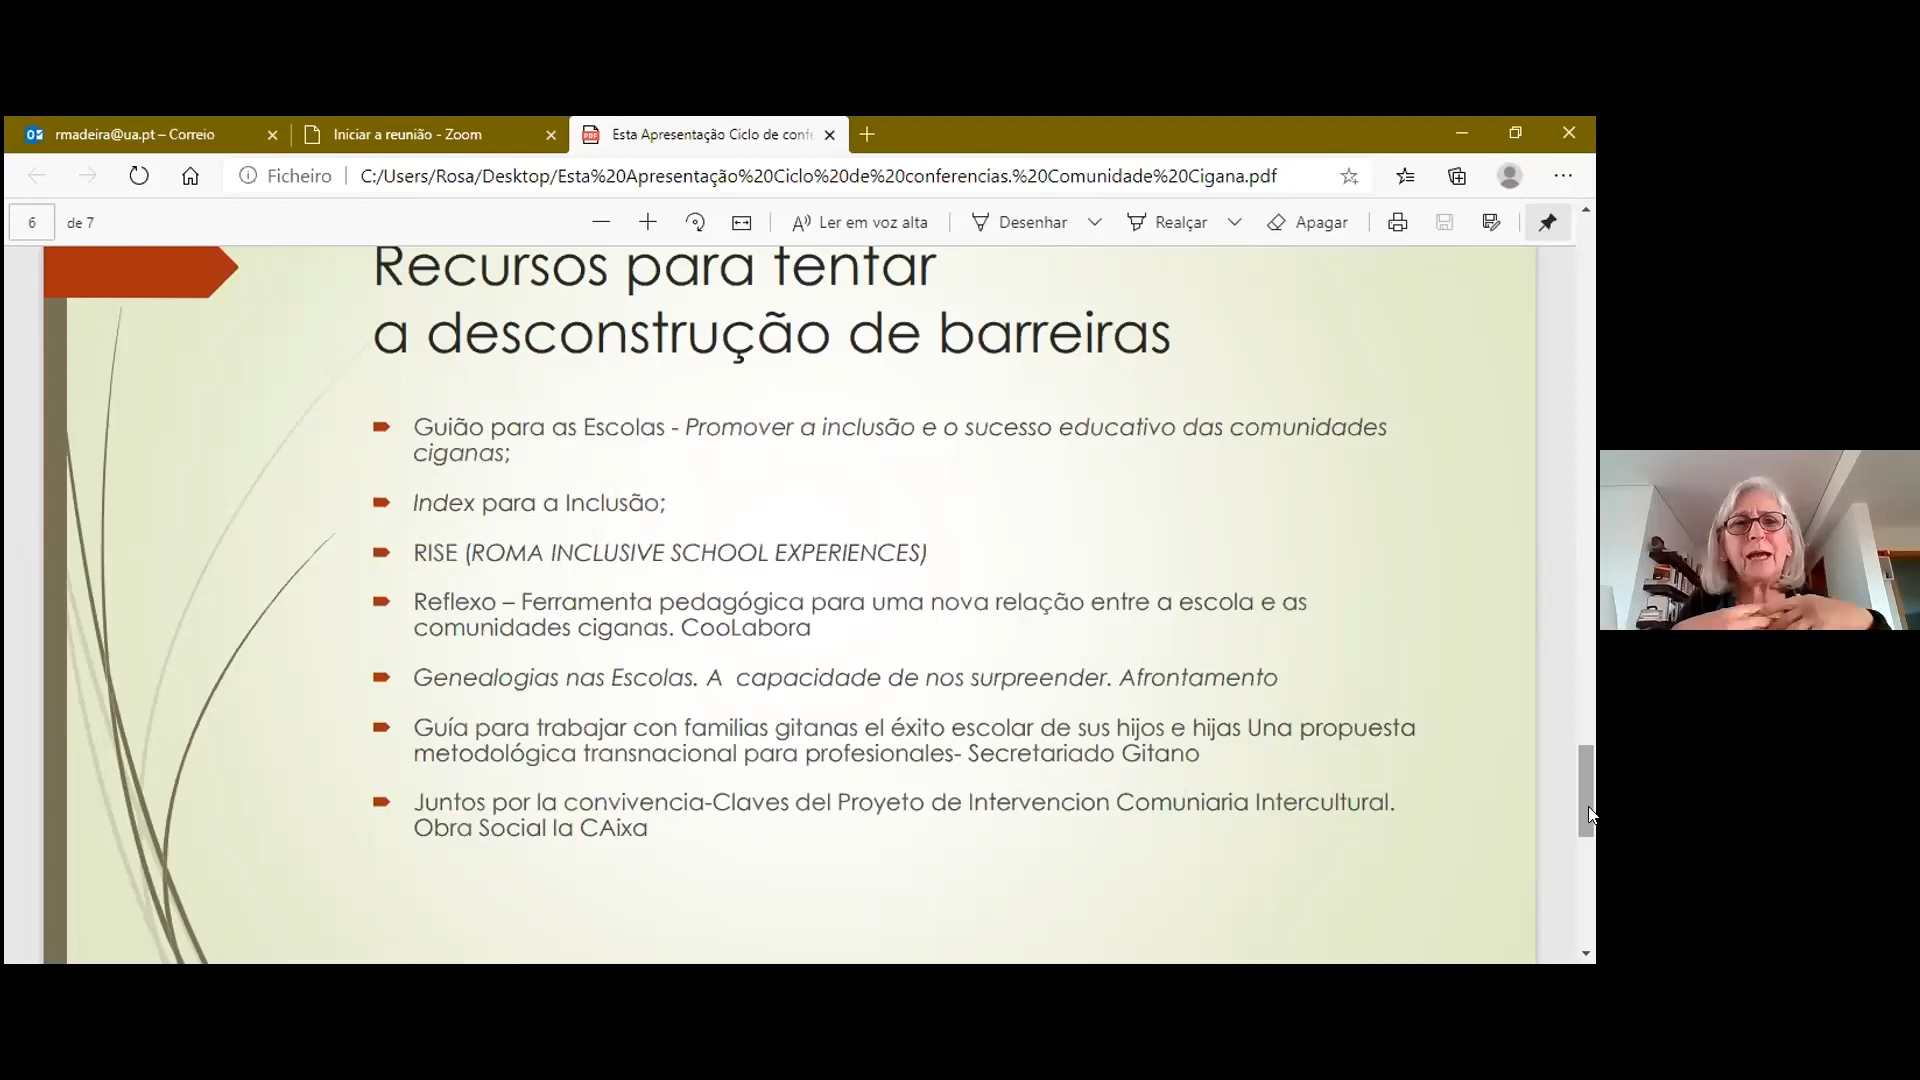 rmadeira@ua.pt – Correio
Iniciar a reunião - Zoom
Esta Apresentação Ciclo de confe
Ficheiro
C:/Users/Rosa/Desktop/Esta%20Apresentação%20Ciclo%20de%20conferencias.%20Comunidade%20Cigana.pdf
6 de 7
Ler em voz alta
Desenhar
Realçar
Apagar
Recursos para tentar
a desconstrução de barreiras
Guião para as Escolas - Promover a inclusão e o sucesso educativo das comunidades
ciganas;
Index para a Inclusão;
RISE (ROMA INCLUSIVE SCHOOL EXPERIENCES)
Reflexo – Ferramenta pedagógica para uma nova relação entre a escola e as
comunidades ciganas. CooLabora
Genealogias nas Escolas. A capacidade de nos surpreender. Afrontamento
Guía para trabajar con familias gitanas el éxito escolar de sus hijos e hijas Una propuesta
metodológica transnacional para profesionales- Secretariado Gitano
Juntos por la convivencia-Claves del Proyeto de Intervencion Comuniaria Intercultural.
Obra Social la CAixa